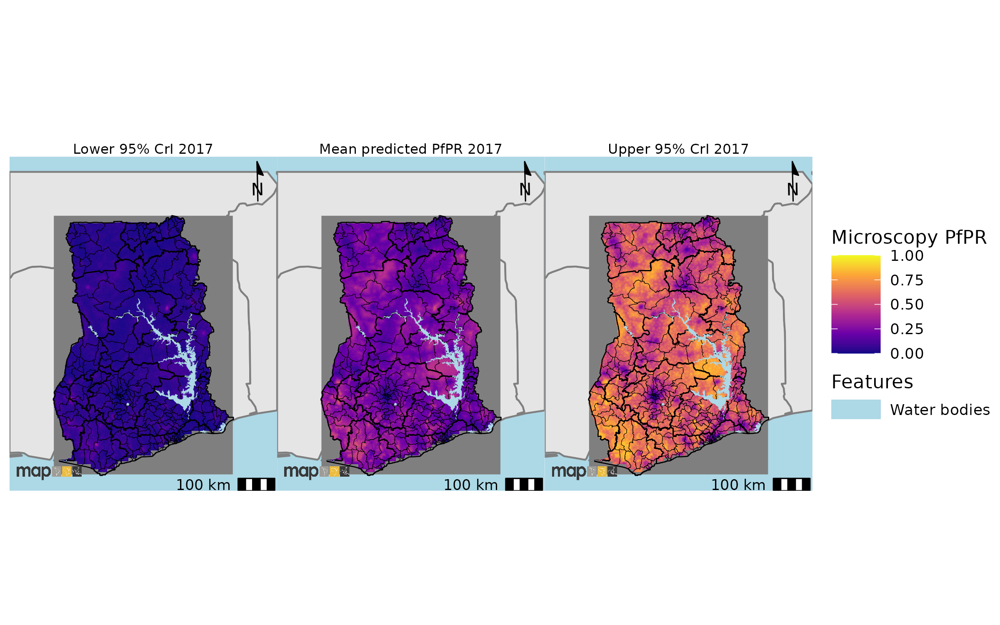 Lower 95% CrI 2017
Mean predicted PfPR 2017
Upper 95% CrI 2017
N
N
N
Microscopy PfPR
1.00
0.75
0.50
0.25
0.00
Features
Water bodies
map
map
map
100 km
100 km
100 km